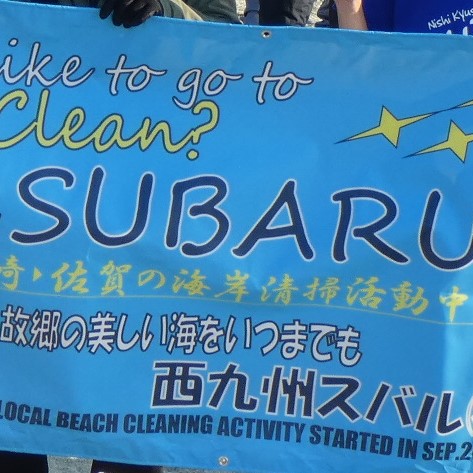 Nishi Kyus
like to go to
Clean?
SUBARU
崎・佐賀の海岸清掃活動中
故郷の美しい海をいつまでも
西九州スバル
LOCAL BEACH CLEANING ACTIVITY STARTED IN SEP.2